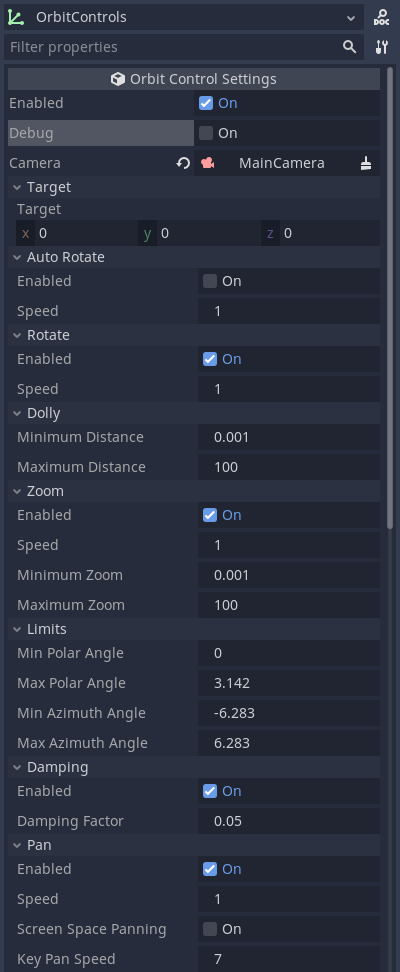 OrbitControls
DOC
Filter properties
Orbit Control Settings
Enabled On
Debug On
Camera MainCamera
Target
Target
x 0 y 0 z 0
Auto Rotate
Enabled On
Speed 1
Rotate
Enabled On
Speed 1
Dolly
Minimum Distance 0.001
Maximum Distance 100
Zoom
Enabled On
Speed 1
Minimum Zoom 0.001
Maximum Zoom 100
Limits
Min Polar Angle 0
Max Polar Angle 3.142
Min Azimuth Angle -6.283
Max Azimuth Angle 6.283
Damping
Enabled On
Damping Factor 0.05
Pan
Enabled On
Speed 1
Screen Space Panning On
Key Pan Speed 7